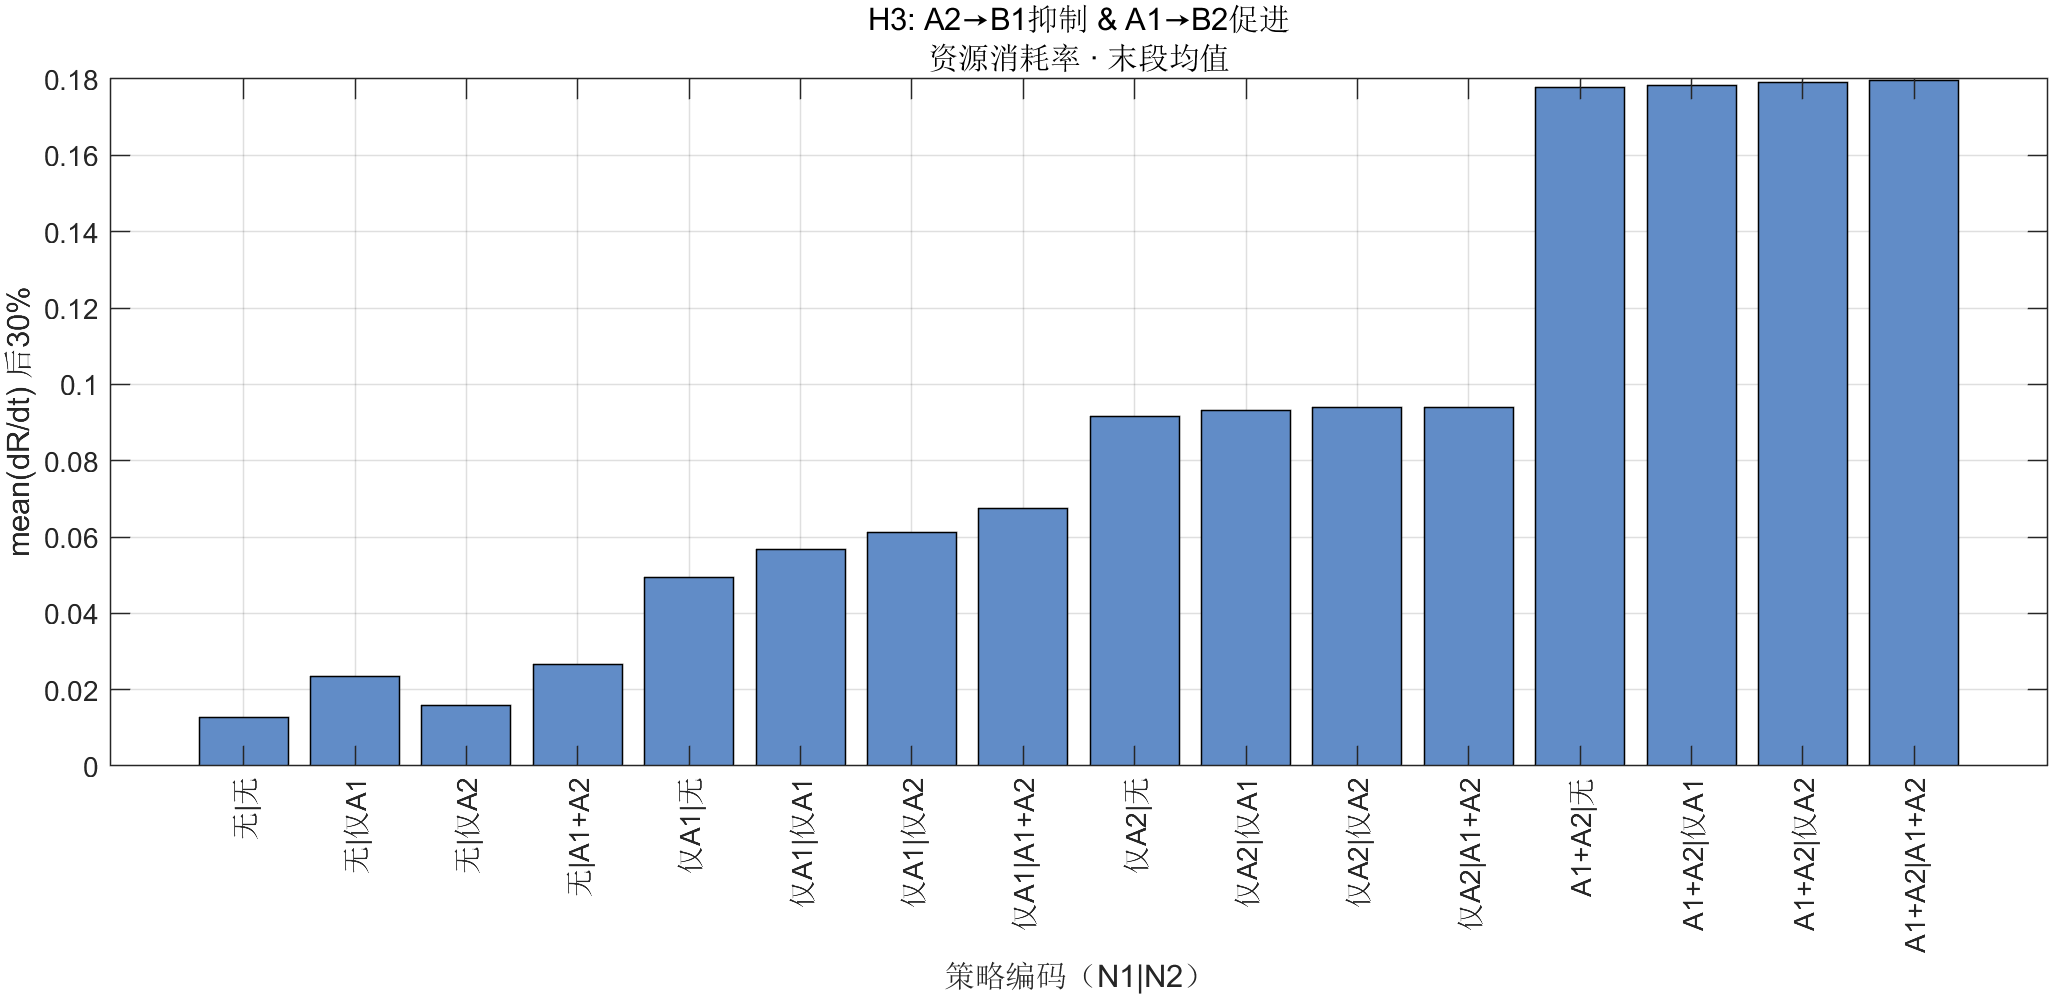 H3: A2→B1抑制 & A1→B2促进
资源消耗率 · 末段均值
mean(dR/dt) 后30%
0.18
0.16
0.14
0.12
0.1
0.08
0.06
0.04
0.02
0
无|无
无|仅A1
无|仅A2
无|A1+A2
仅A1|无
仅A1|仅A1
仅A1|仅A2
仅A1|A1+A2
仅A2|无
仅A2|仅A1
仅A2|仅A2
仅A2|A1+A2
A1+A2|无
A1+A2|仅A1
A1+A2|仅A2
A1+A2|A1+A2
策略编码（N1|N2）